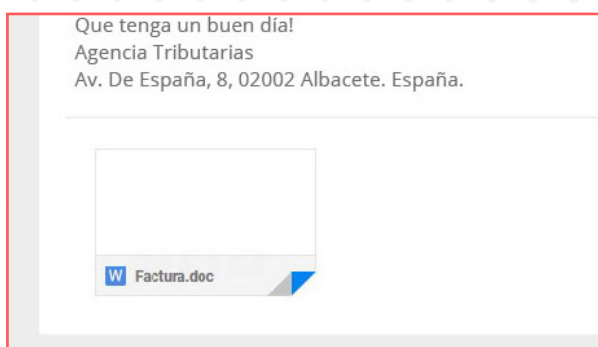 Que tenga un buen día!
Agencia Tributarias
Av. De España, 8, 02002 Albacete. España.
W Factura.doc